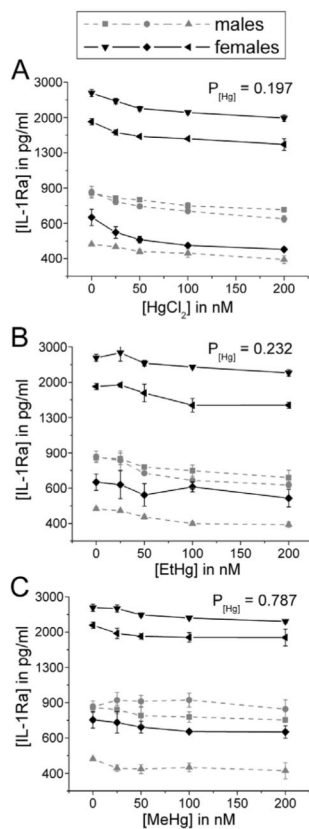 males
females
A
P[Hg] = 0.197
3000
2000
1300
900
600
400
[IL-1Ra] in pg/ml
0 50 100 150 200
[HgCl2] in nM
B
P[Hg] = 0.232
3000
2000
1300
900
600
400
[IL-1Ra] in pg/ml
0 50 100 150 200
[EtHg] in nM
C
P[Hg] = 0.787
3000
2000
1300
900
600
400
[IL-1Ra] in pg/ml
0 50 100 150 200
[MeHg] in nM